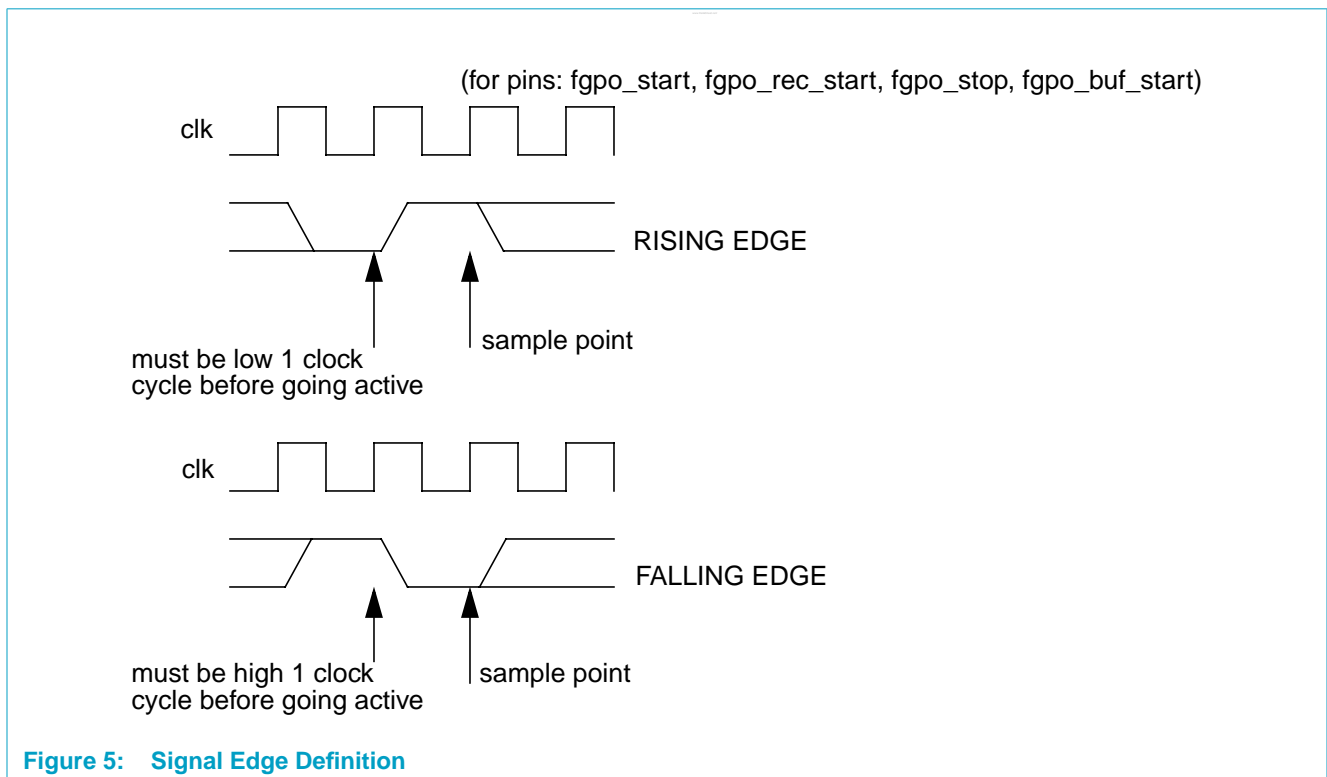 (for pins: fgpo_start, fgpo_rec_start, fgpo_stop, fgpo_buf_start)
clk
RISING EDGE
sample point
must be low 1 clock
cycle before going active
clk
FALLING EDGE
must be high 1 clock
sample point
cycle before going active
Figure 5: Signal Edge Definition